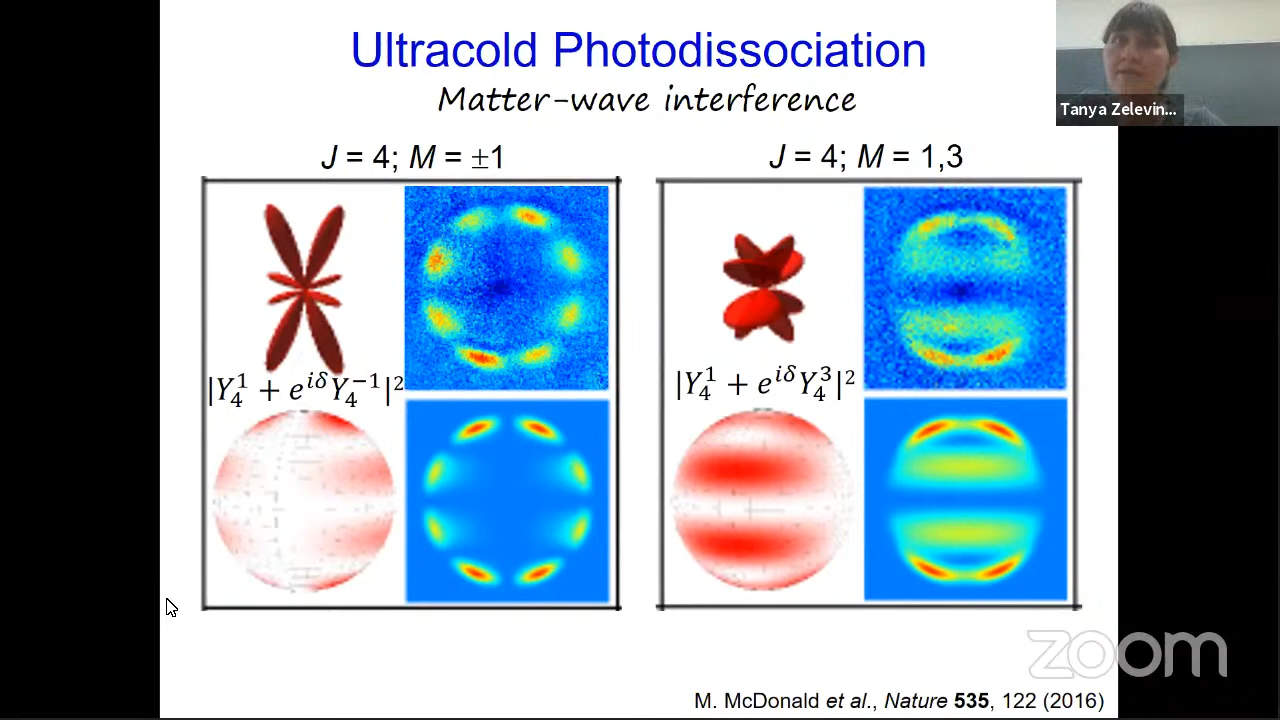 Ultracold Photodissociation
Matter-wave interference
Tanya Zelevin...
J = 4; M = ±1
J = 4; M = 1,3
|Y₄¹ + e^{iδ}Y₄⁻¹|²
|Y₄¹ + e^{iδ}Y₄³|²
zoom
M. McDonald et al., Nature 535, 122 (2016)